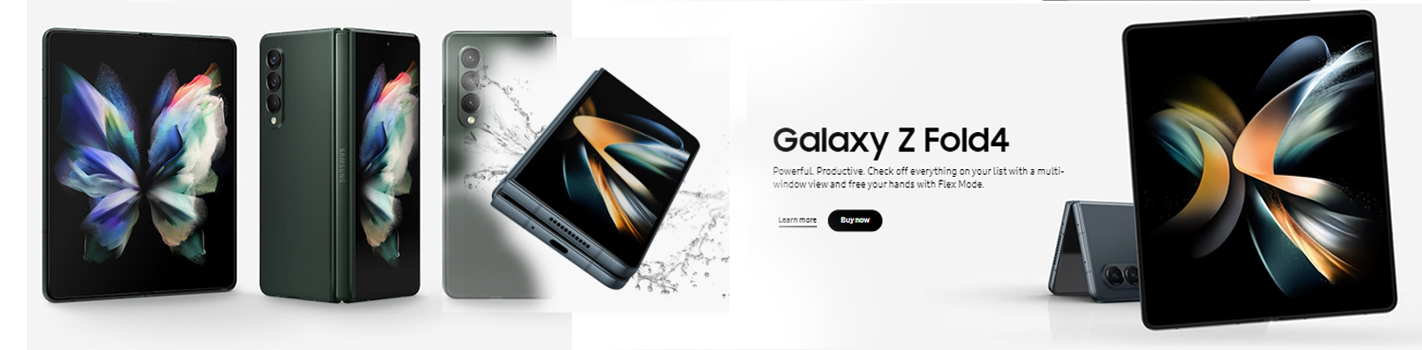 SAMSUNG
Galaxy Z Fold4
Powerful. Productive. Check off everything on your list with a multi-
window view and free your hands with Flex Mode.
Learn more
Buy now